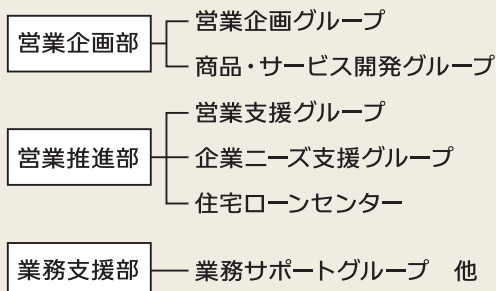 営業企画部
営業企画グループ
商品・サービス開発グループ
営業推進部
営業支援グループ
企業ニーズ支援グループ
住宅ローンセンター
業務支援部
業務サポートグループ　他